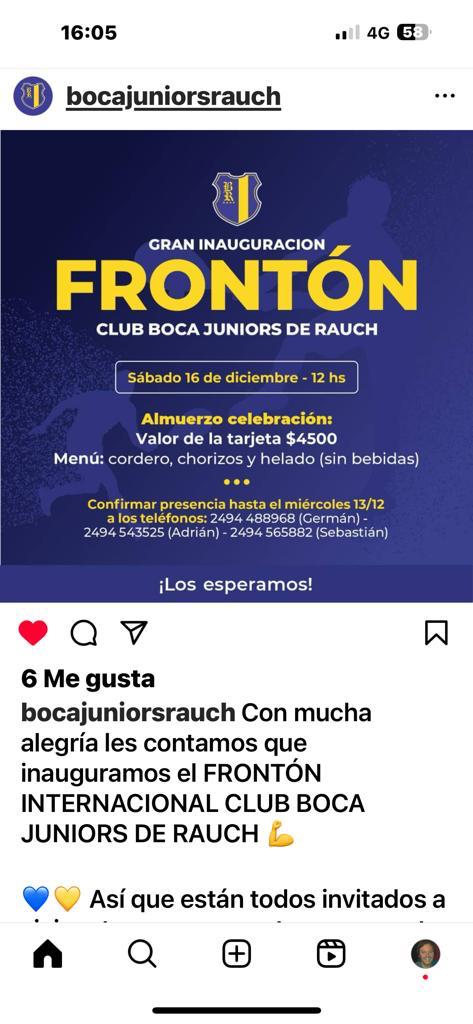 16:05
4G 58
bocajuniorsrauch
GRAN INAUGURACION
FRONTÓN
CLUB BOCA JUNIORS DE RAUCH
Sábado 16 de diciembre - 12 hs
Almuerzo celebración:
Valor de la tarjeta $4500
Menú: cordero, chorizos y helado (sin bebidas)
Confirmar presencia hasta el miércoles 13/12
a los teléfonos: 2494 488968 (Germán) -
2494 543525 (Adrián) - 2494 565882 (Sebastián)
¡Los esperamos!
6 Me gusta
bocajuniorsrauch Con mucha
alegría les contamos que
inauguramos el FRONTÓN
INTERNACIONAL CLUB BOCA
JUNIORS DE RAUCH 💪
💙💛 Así que están todos invitados a